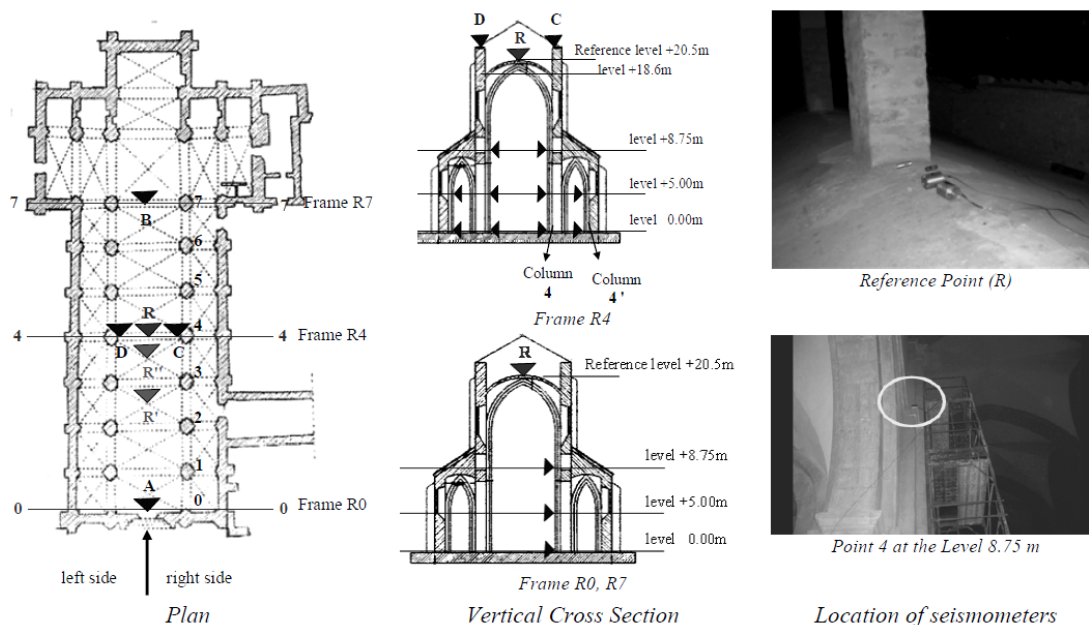 7
7
7
Frame R7
B
6
5
R
4
4
4
Frame R4
D
C
R''
3
R'
2
1
A
0
0
0
Frame R0
left side
right side
Plan
D
C
R
Reference level +20.5m
level +18.6m
level +8.75m
level +5.00m
level 0.00m
Column
4
Column
4 '
Frame R4
R
Reference level +20.5m
level +8.75m
level +5.00m
level 0.00m
Frame R0, R7
Vertical Cross Section
Reference Point (R)
Point 4 at the Level 8.75 m
Location of seismometers